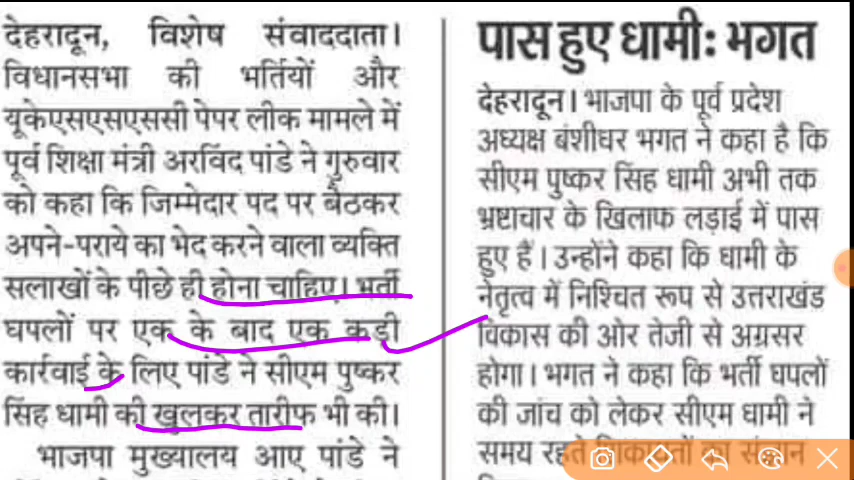 देहरादून, विशेष संवाददाता।
विधानसभा की भर्तियों और
यूकेएसएसएससी पेपर लीक मामले में
पूर्व शिक्षा मंत्री अरविंद पांडे ने गुरुवार
को कहा कि जिम्मेदार पद पर बैठकर
अपने-पराये का भेद करने वाला व्यक्ति
सलाखों के पीछे ही होना चाहिए। भर्ती
घपलों पर एक के बाद एक कड़ी
कार्रवाई के लिए पांडे ने सीएम पुष्कर
सिंह धामी की खुलकर तारीफ भी की।
भाजपा मुख्यालय आए पांडे ने
पास हुए धामी: भगत
देहरादून। भाजपा के पूर्व प्रदेश
अध्यक्ष बंशीधर भगत ने कहा है कि
सीएम पुष्कर सिंह धामी अभी तक
भ्रष्टाचार के खिलाफ लड़ाई में पास
हुए हैं। उन्होंने कहा कि धामी के
नेतृत्व में निश्चित रूप से उत्तराखंड
विकास की ओर तेजी से अग्रसर
होगा। भगत ने कहा कि भर्ती घपलों
की जांच को लेकर सीएम धामी ने
समय रहते